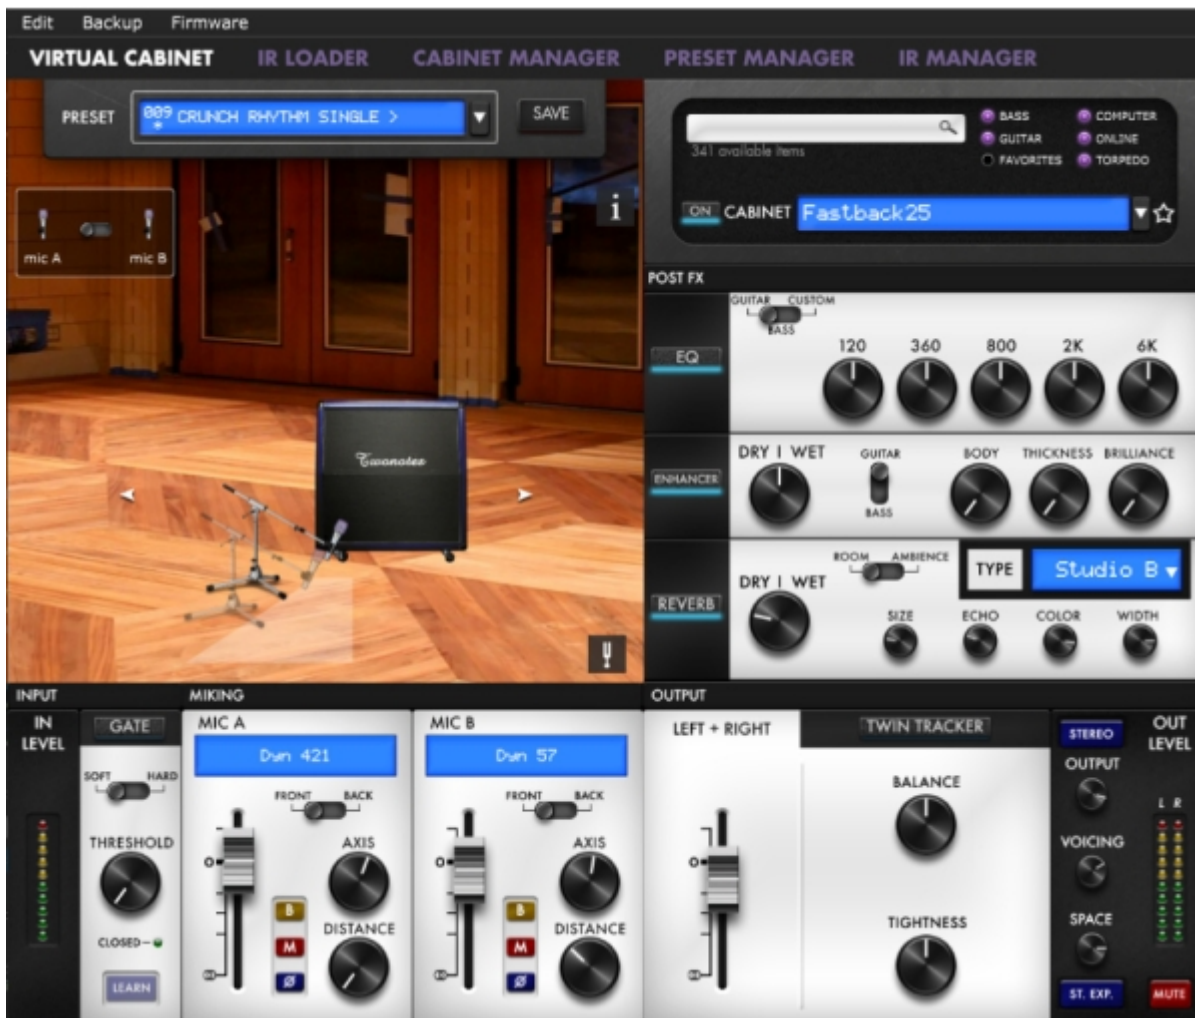 Edit Backup Firmware
VIRTUAL CABINET IR LOADER CABINET MANAGER PRESET MANAGER IR MANAGER
PRESET
009 CRUNCH RHYTHM SINGLE >
*
SAVE
mic A mic B
i
Twonotes
341 available items
BASS COMPUTER
GUITAR ONLINE
FAVORITES TORPEDO
ON CABINET Fastback25
POST FX
EQ
GUITAR CUSTOM
BASS
120 360 800 2K 6K
ENHANCER
DRY | WET
GUITAR
BASS
BODY THICKNESS BRILLIANCE
REVERB
DRY | WET
ROOM AMBIENCE
TYPE Studio B
SIZE ECHO COLOR WIDTH
INPUT
IN
LEVEL
GATE
SOFT HARD
THRESHOLD
CLOSED
LEARN
MIKING
MIC A
Dyn 421
FRONT BACK
0
AXIS
B
M
Ø
DISTANCE
∞
MIC B
Dyn 57
FRONT BACK
0
AXIS
B
M
Ø
DISTANCE
∞
OUTPUT
LEFT + RIGHT
0
∞
TWIN TRACKER
BALANCE
TIGHTNESS
STEREO
OUTPUT
VOICING
SPACE
ST. EXP.
OUT
LEVEL
L R
MUTE